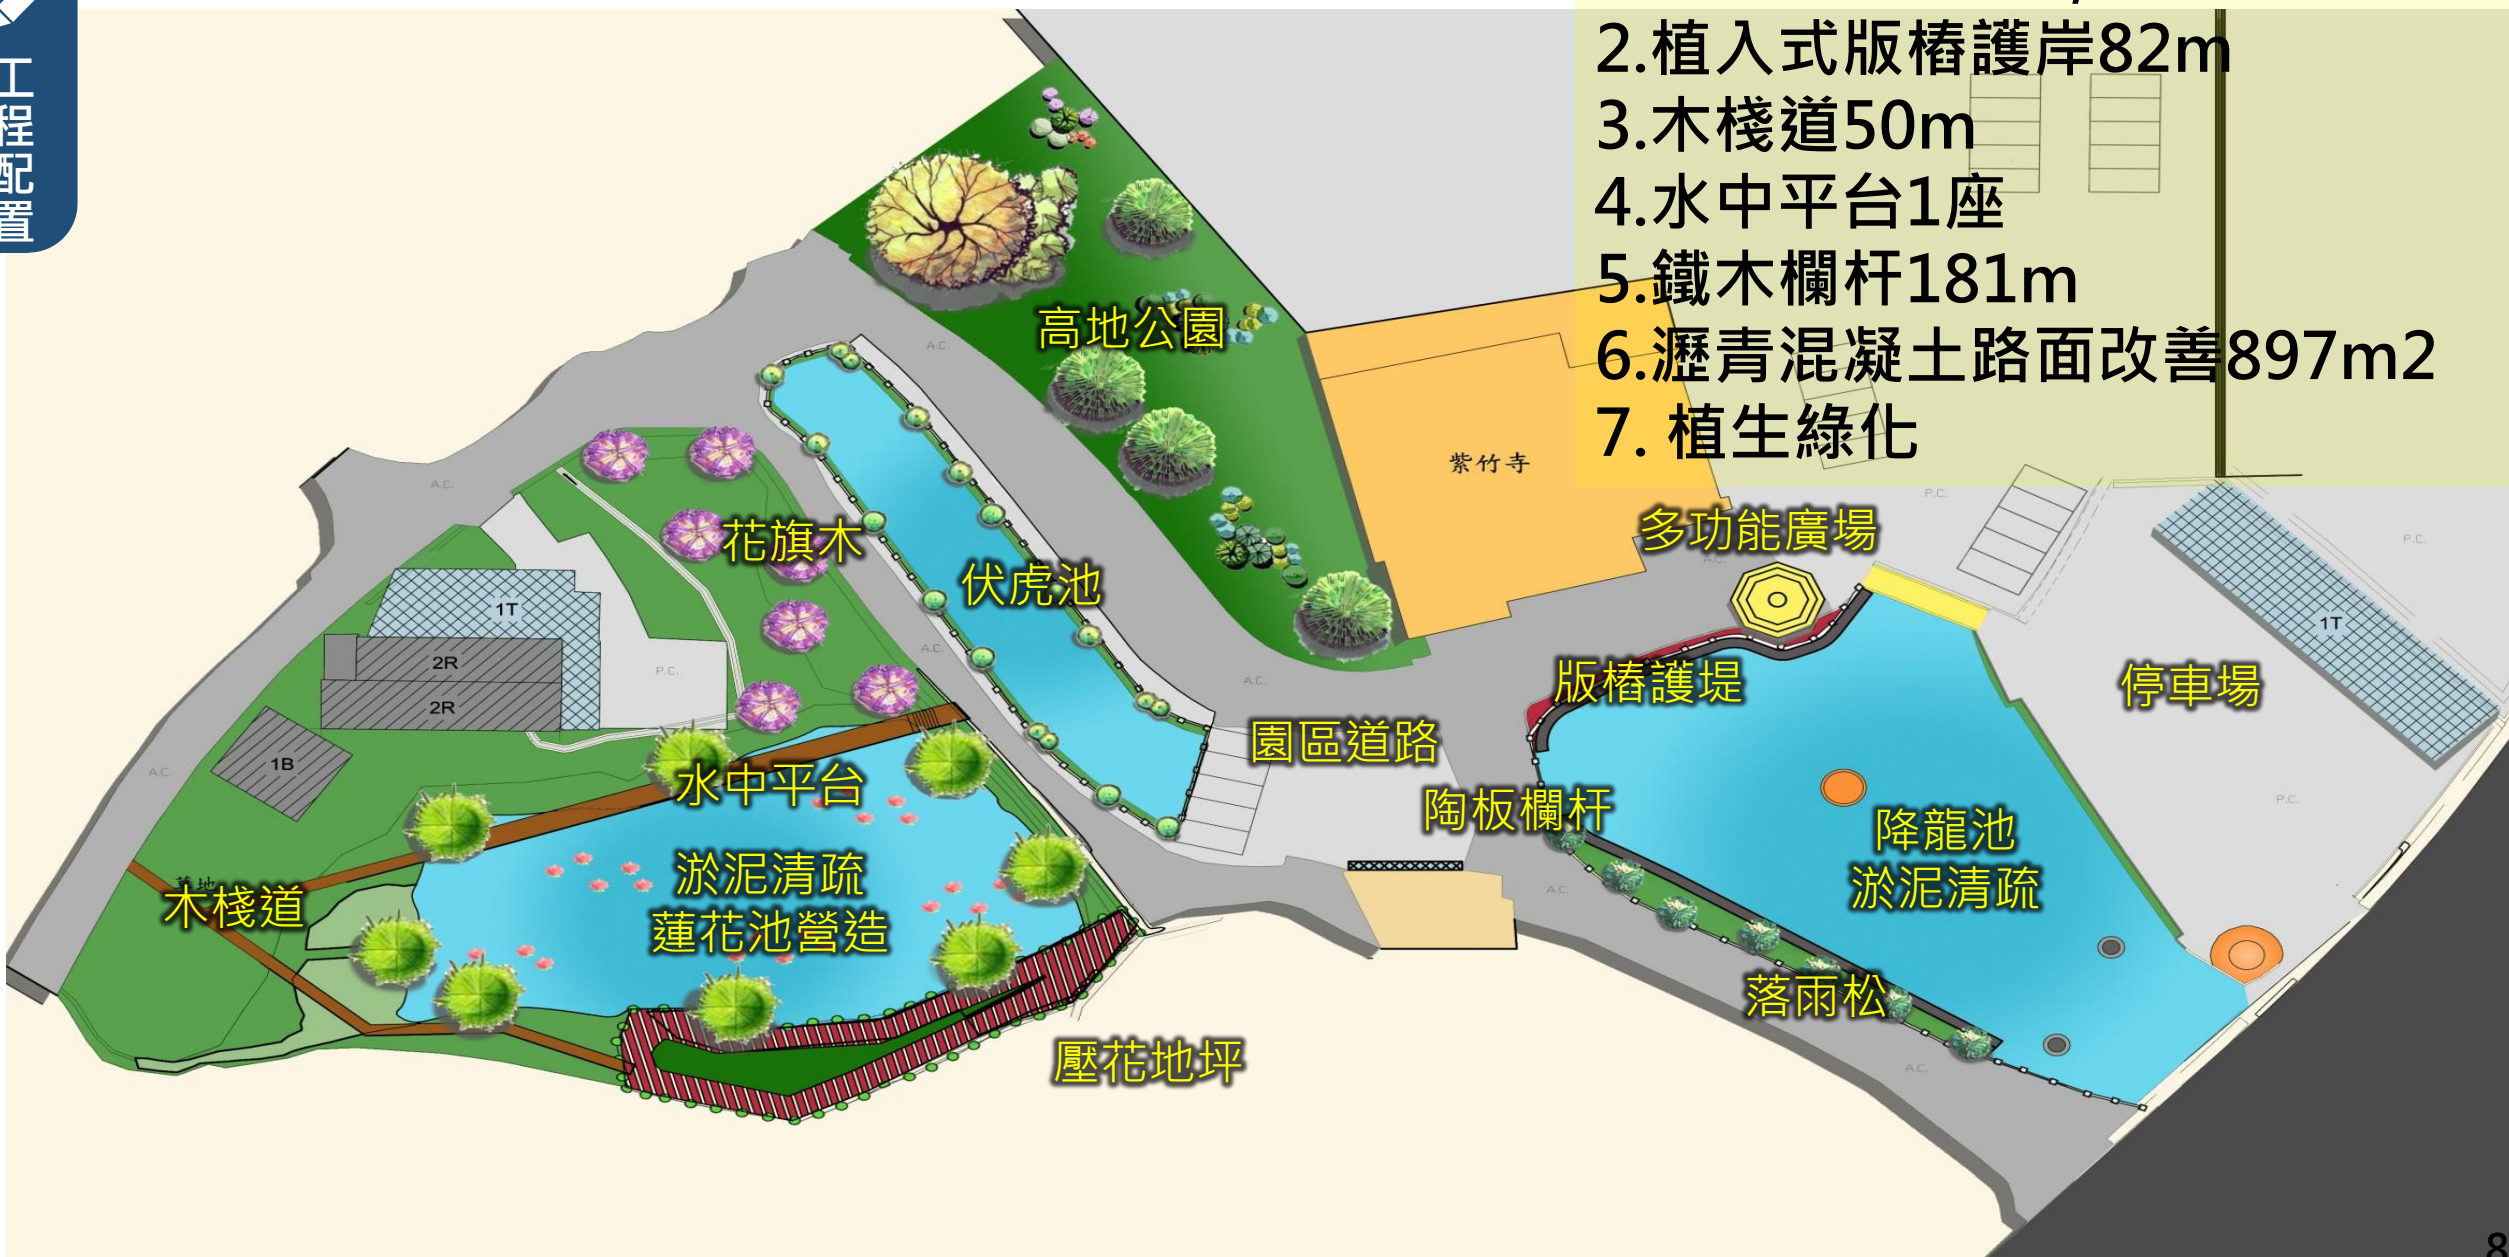 工程配置
2.植入式版樁護岸82m
3.木棧道50m
4.水中平台1座
5.鐵木欄杆181m
6.瀝青混凝土路面改善897m2
7. 植生綠化
高地公園
A.C.
紫竹寺
A.C.
花旗木
伏虎池
多功能廣場
P.C.
A.C.
P.C.
1T
1T
2R
2R
P.C.
A.C.
A.C.
版樁護堤
停車場
1B
A.C.
水中平台
園區道路
陶板欄杆
P.C.
降龍池
淤泥清疏
淤泥清疏
蓮花池營造
草地
木棧道
A.C.
落雨松
壓花地坪
A.C.
8